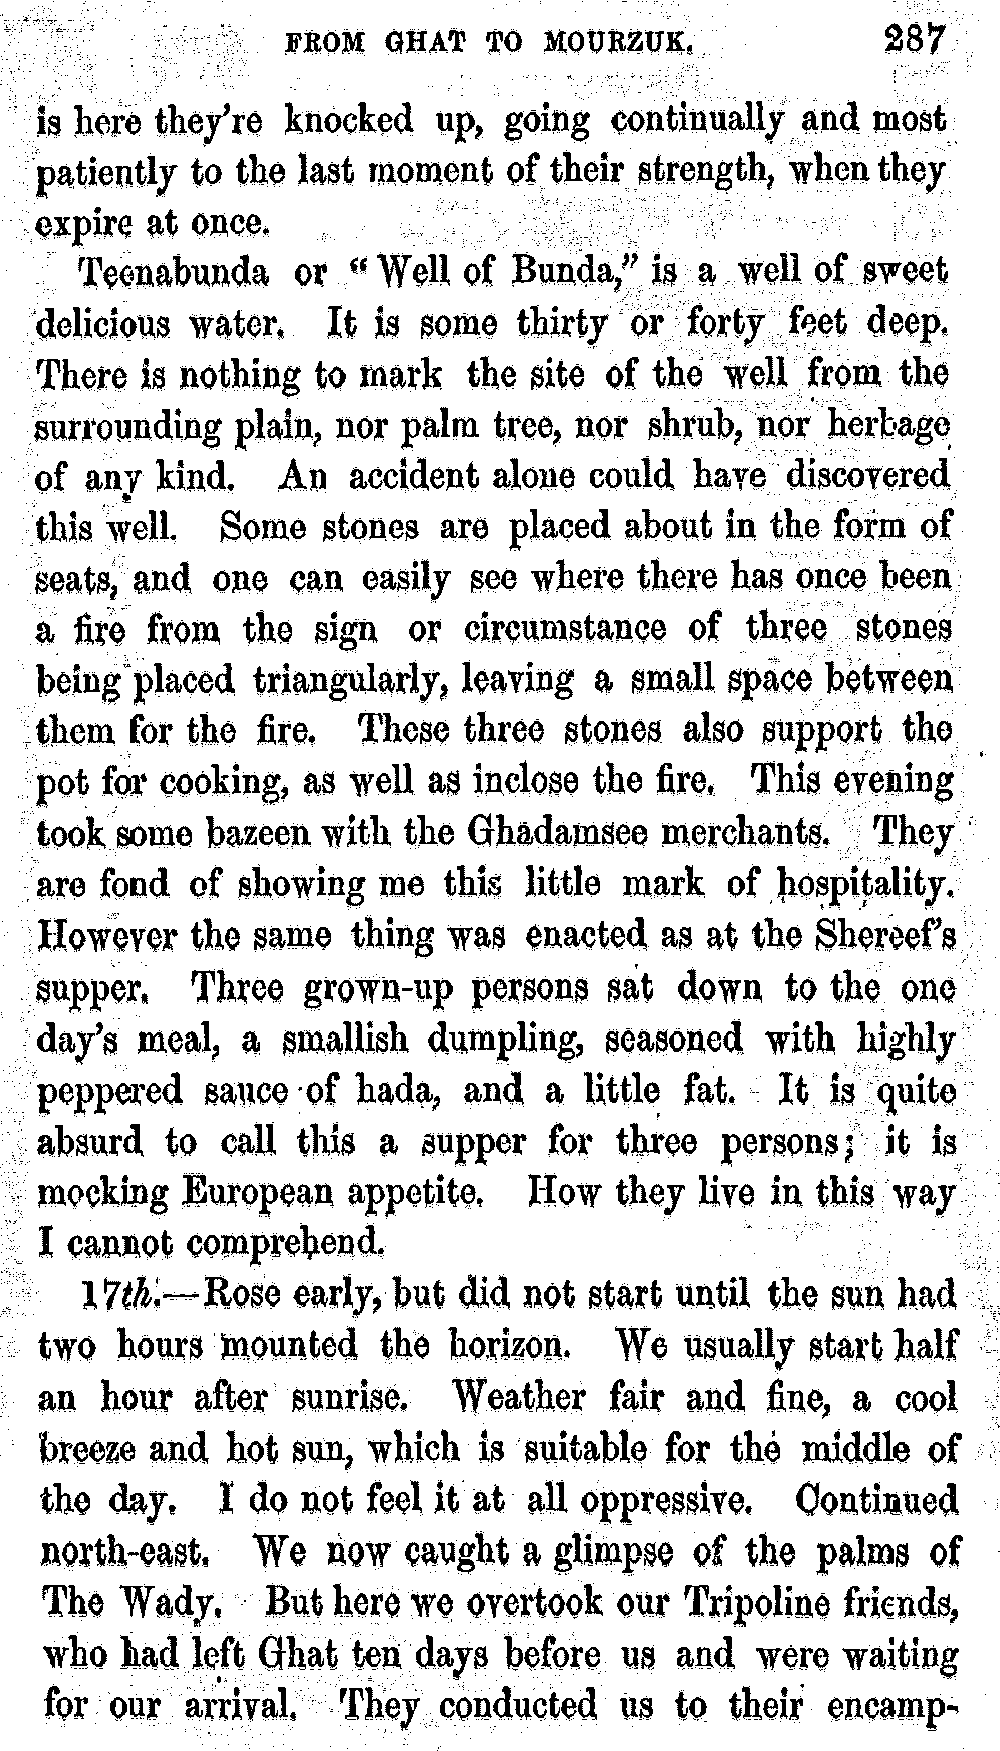 FROM GHAT TO MOURZUK. 287
is here they're knocked up, going continually and most
patiently to the last moment of their strength, when they
expire at once.
Teenabunda or "Well of Bunda," is a well of sweet
delicious water. It is some thirty or forty feet deep.
There is nothing to mark the site of the well from the
surrounding plain, nor palm tree, nor shrub, nor herbage
of any kind. An accident alone could have discovered
this well. Some stones are placed about in the form of
seats, and one can easily see where there has once been
a fire from the sign or circumstance of three stones
being placed triangularly, leaving a small space between
them for the fire. These three stones also support the
pot for cooking, as well as inclose the fire. This evening
took some bazeen with the Ghadamsee merchants. They
are fond of showing me this little mark of hospitality.
However the same thing was enacted as at the Shereef's
supper. Three grown-up persons sat down to the one
day's meal, a smallish dumpling, seasoned with highly
peppered sauce of hada, and a little fat. It is quite
absurd to call this a supper for three persons; it is
mocking European appetite. How they live in this way
I cannot comprehend.
17th.—Rose early, but did not start until the sun had
two hours mounted the horizon. We usually start half
an hour after sunrise. Weather fair and fine, a cool
breeze and hot sun, which is suitable for the middle of
the day. I do not feel it at all oppressive. Continued
north-east. We now caught a glimpse of the palms of
The Wady. But here we overtook our Tripoline friends,
who had left Ghat ten days before us and were waiting
for our arrival. They conducted us to their encamp-